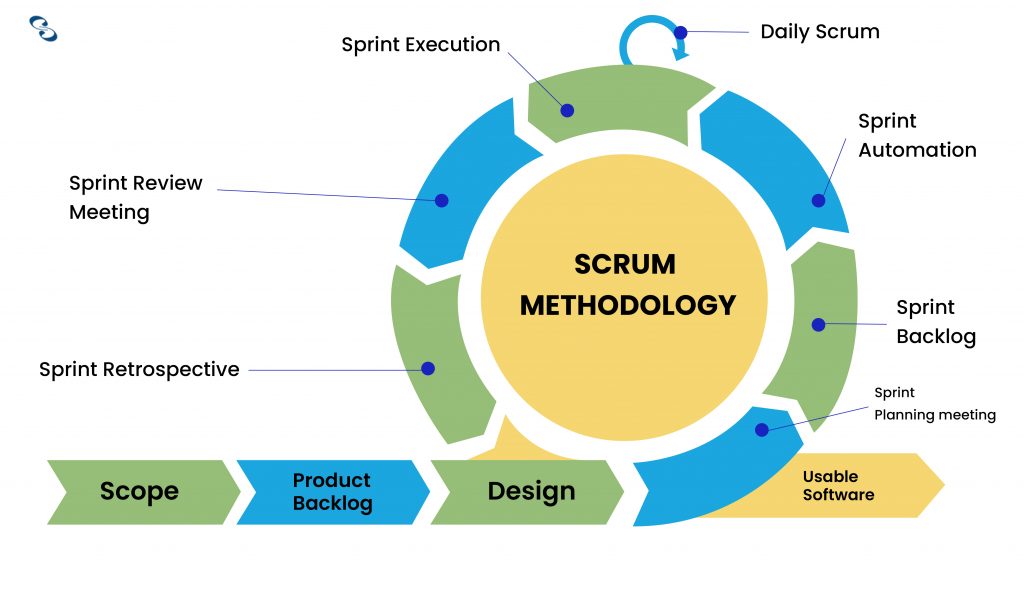 Daily Scrum
Sprint Execution
Sprint
Automation
Sprint Review
Meeting
SCRUM
METHODOLOGY
Sprint
Backlog
Sprint Retrospective
Sprint
Planning meeting
Scope
Product
Backlog
Design
Usable
Software